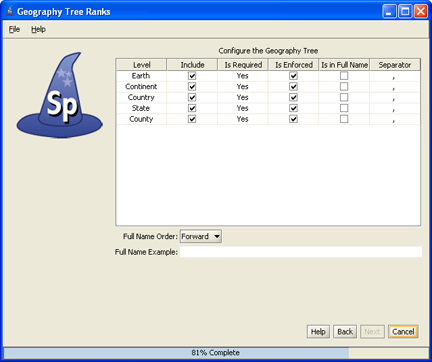 Geography Tree Ranks
File Help
Configure the Geography Tree
Level Include Is Required Is Enforced Is in Full Name Separator
Earth Yes ,
Continent Yes ,
Country Yes ,
State Yes ,
County Yes ,
Sp
Full Name Order: Forward
Full Name Example:
Help Back Next Cancel
81% Complete